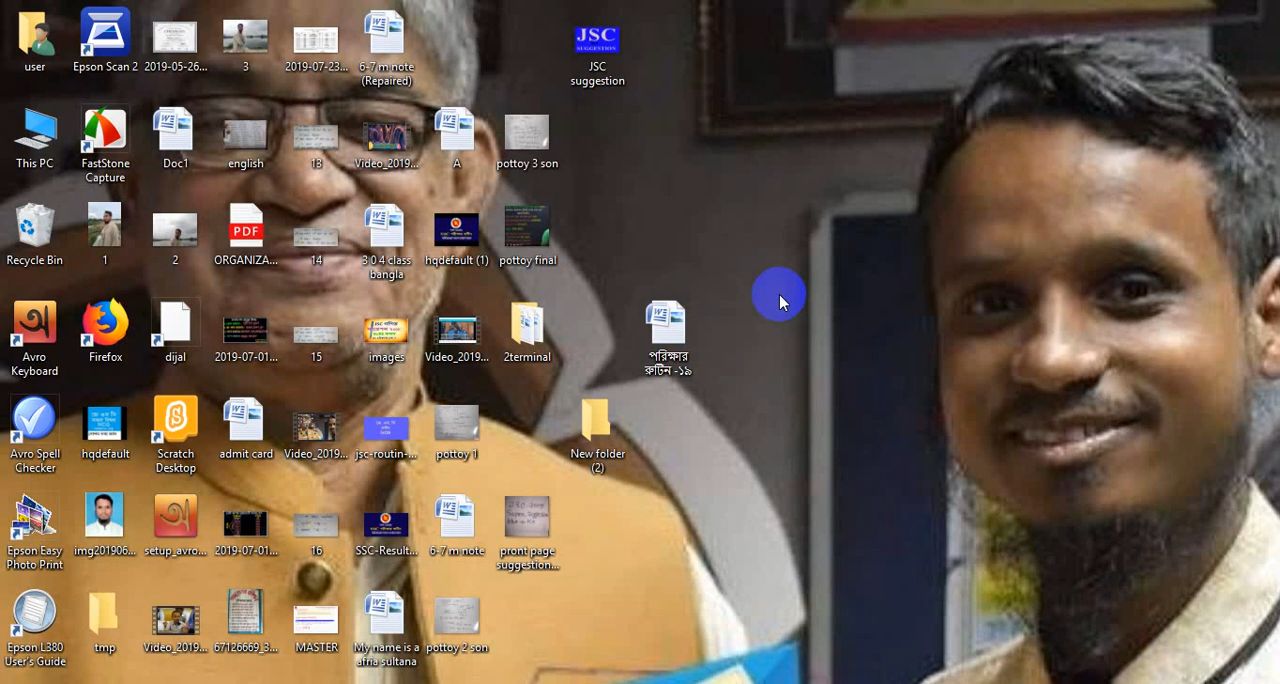 user
Epson Scan 2
2019-05-26...
3
2019-07-23...
6-7 m note
(Repaired)
JSC
SUGGESTION
JSC
suggestion
This PC
FastStone
Capture
Doc1
english
13
Video_2019...
A
pottoy 3 son
Recycle Bin
1
2
PDF
ORGANIZA...
14
3 0 4 class
bangla
hqdefault (1)
pottoy final
Avro
Keyboard
Firefox
dijal
2019-07-01...
15
images
Video_2019...
2terminal
পরিক্ষার
রুটিন -১৯
Avro Spell
Checker
hqdefault
Scratch
Desktop
admit card
Video_2019...
jsc-routin-...
pottoy 1
New folder
(2)
Epson Easy
Photo Print
img201906...
setup_avro...
2019-07-01...
16
SSC-Result...
6-7 m note
pront page
suggestion...
Epson L380
User's Guide
tmp
Video_2019...
67126669_3...
MASTER
My name is a
afria sultana
pottoy 2 son